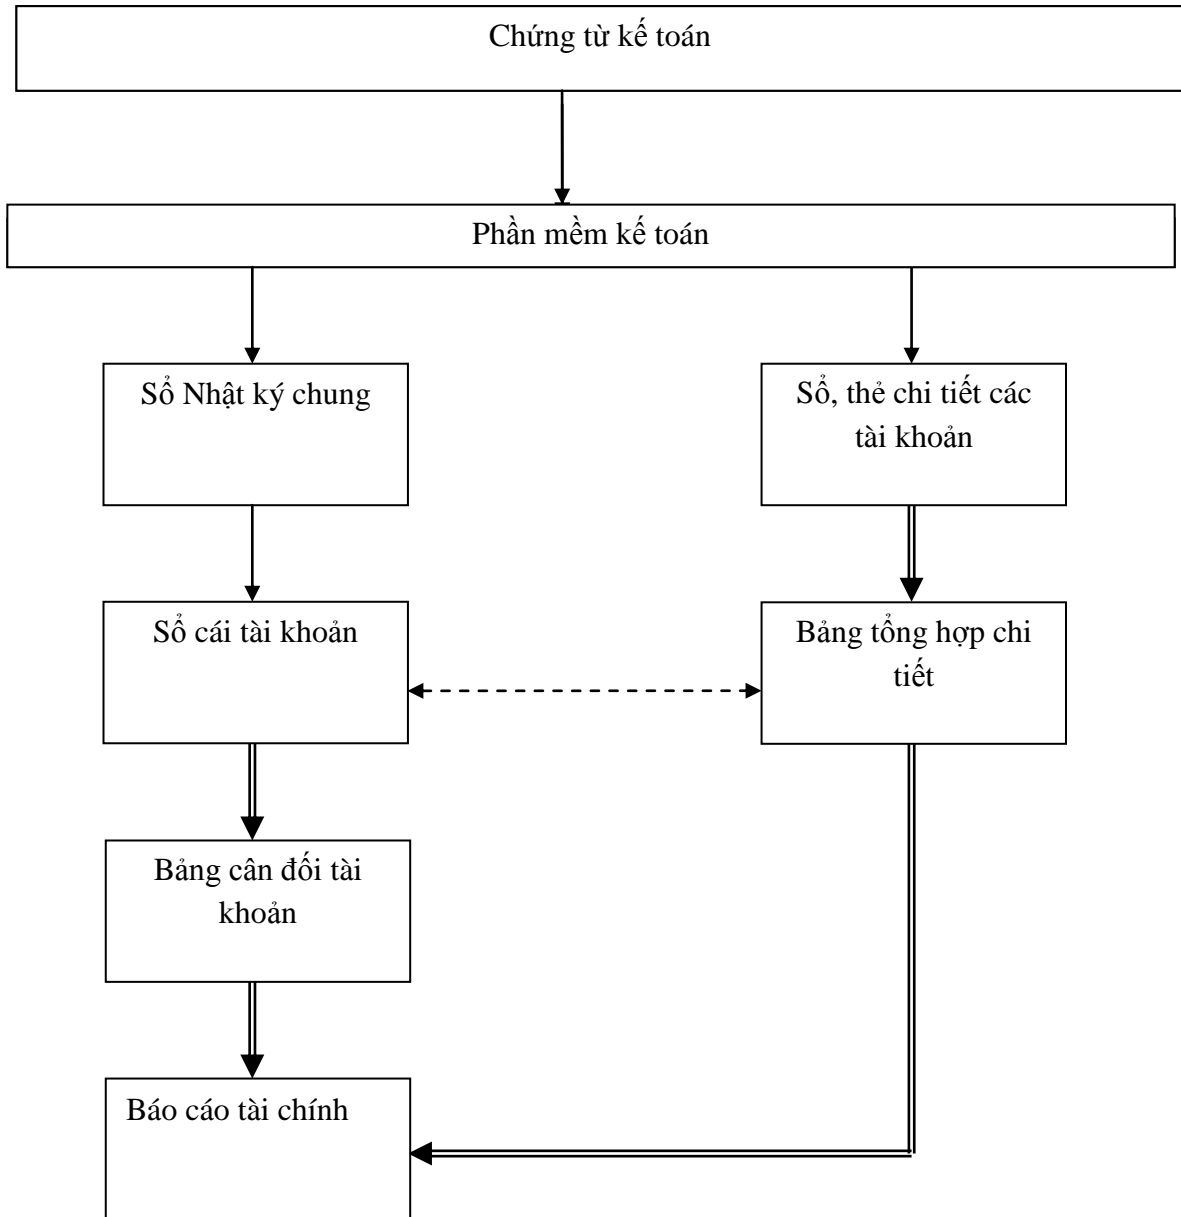 Chứng từ kế toán
Phần mềm kế toán
Sổ Nhật ký chung
Sổ, thẻ chi tiết các
tài khoản
Sổ cái tài khoản
Bảng tổng hợp chi
tiết
Bảng cân đối tài
khoản
Báo cáo tài chính